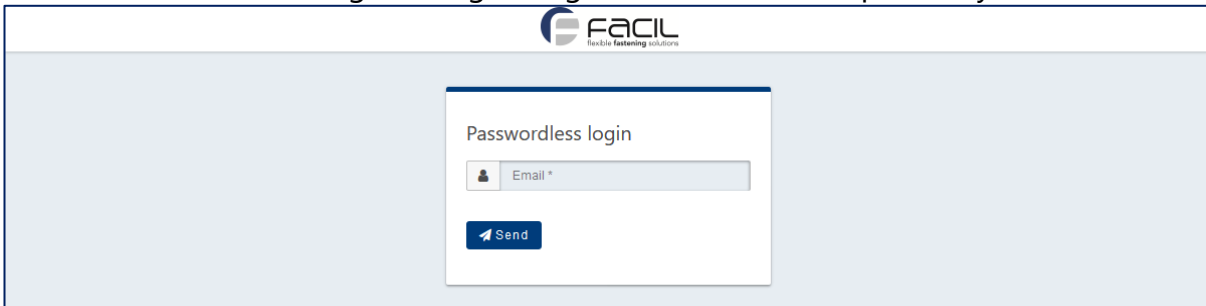 FACIL
flexible fastening solutions
Passwordless login
Email *
Send